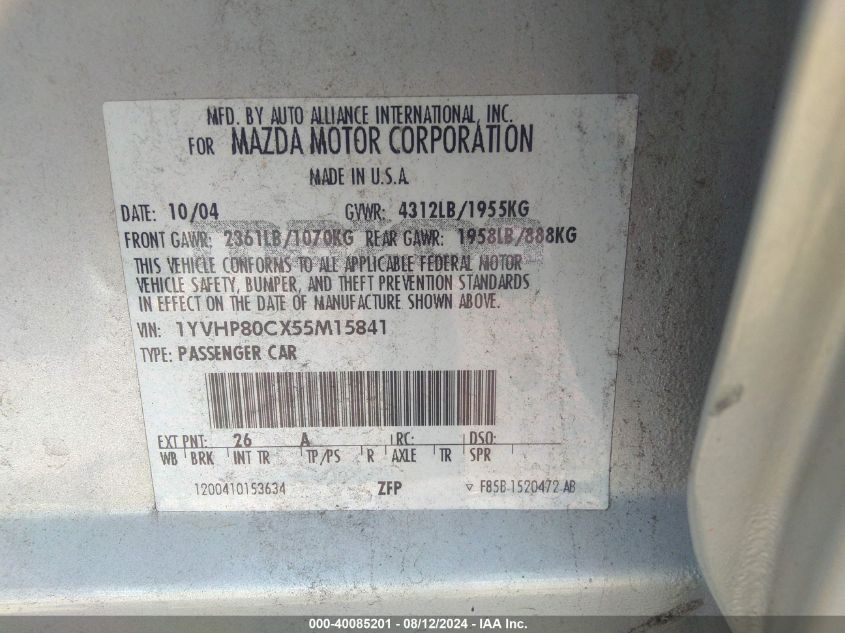 MFD. BY AUTO ALLIANCE INTERNATIONAL, INC.
FOR MAZDA MOTOR CORPORATION
MADE IN U.S.A.
DATE: 10/04 GVWR: 4312LB/1955KG
FRONT GAWR: 2361LB/1070KG REAR GAWR: 1958LB/888KG
THIS VEHICLE CONFORMS TO ALL APPLICABLE FEDERAL MOTOR
VEHICLE SAFETY, BUMPER, AND THEFT PREVENTION STANDARDS
IN EFFECT ON THE DATE OF MANUFACTURE SHOWN ABOVE.
VIN: 1YVHP80CX55M15841
TYPE: PASSENGER CAR
EXT PNT: 26 A RC: DSO:
WB BRK INT TR TP/PS R AXLE TR SPR
1200410153634 ZFP ▽ F85B 1520472 AB
000-40085201 - 08/12/2024 - IAA Inc.